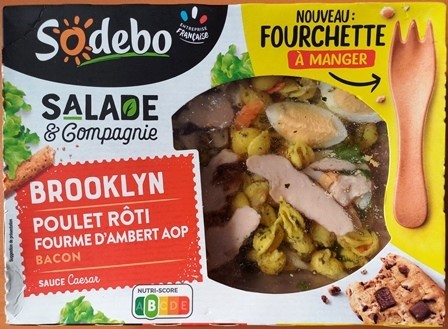 Sodebo
ENTREPRISE
FRANÇAISE
NOUVEAU :
FOURCHETTE
À MANGER
SALADE
& Compagnie
BROOKLYN
POULET RÔTI
FOURME D'AMBERT AOP
BACON
SAUCE Caesar
NUTRI-SCORE
A B C D E